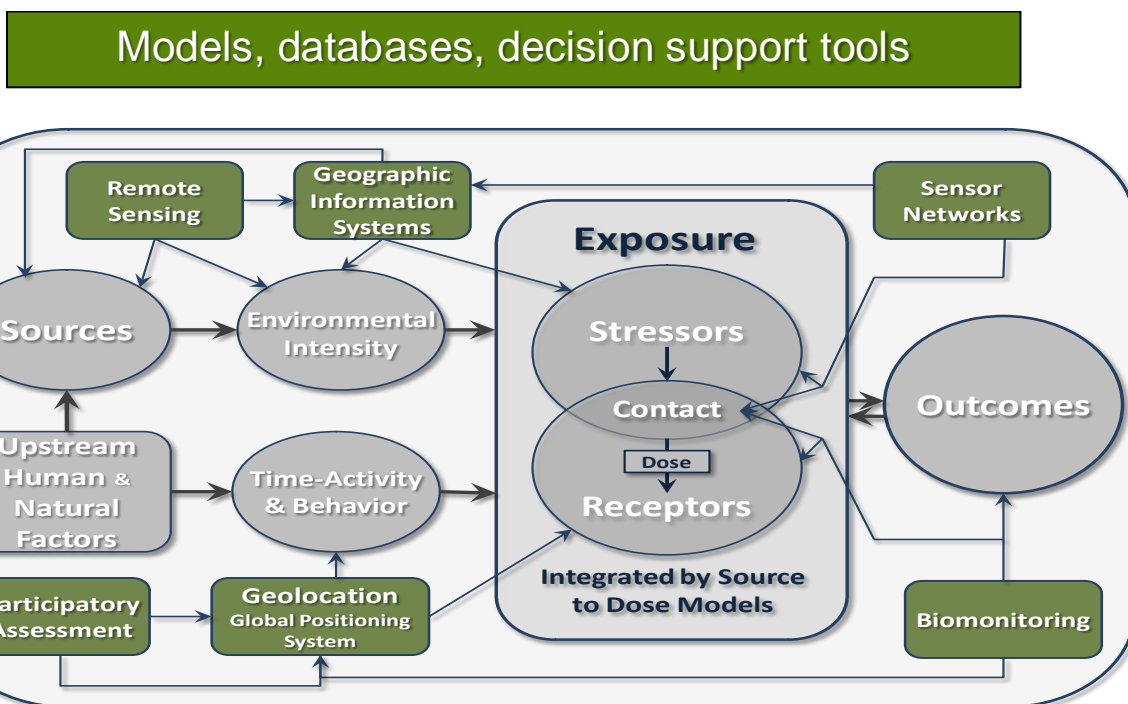 Models, databases, decision support tools
Remote
Sensing
Geographic
Information
Systems
Sensor
Networks
Exposure
Sources
Environmental
Intensity
Stressors
Contact
Outcomes
Upstream
Human &
Natural
Factors
Time-Activity
& Behavior
Dose
Receptors
Integrated by Source
to Dose Models
articipatory
Assessment
Geolocation
Global Positioning
System
Biomonitoring